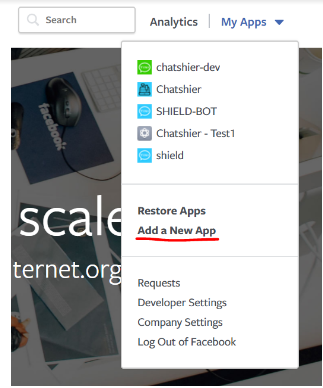 Search
Analytics
My Apps
chatshier-dev
Chatshier
SHIELD-BOT
Chatshier - Test1
shield
Restore Apps
Add a New App
Requests
Developer Settings
Company Settings
Log Out of Facebook
facebook
scale
ternet.org